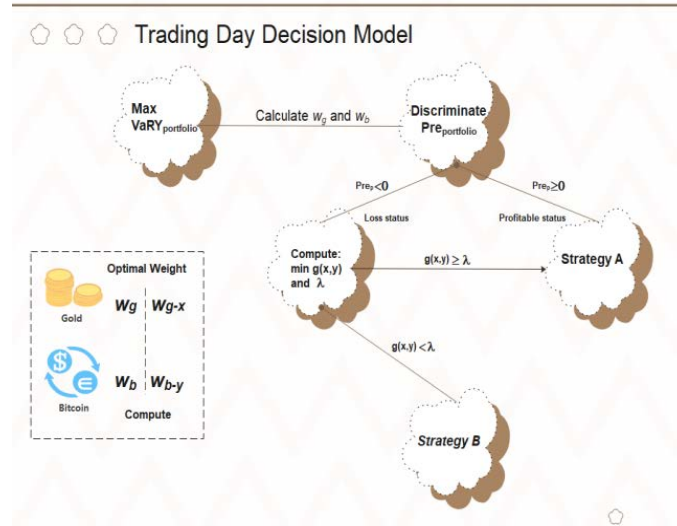 Trading Day Decision Model
Max
VaRYportfolio
Calculate wg and wb
Discriminate
Preportfolio
Preₚ<0
Preₚ≥0
Loss status
Profitable status
Compute:
min g(x,y)
and λ
g(x,y) ≥ λ
Strategy A
g(x,y) <λ
Strategy B
Optimal Weight
Gold
Wg
Wg-x
Bitcoin
Wb
Wb-y
Compute